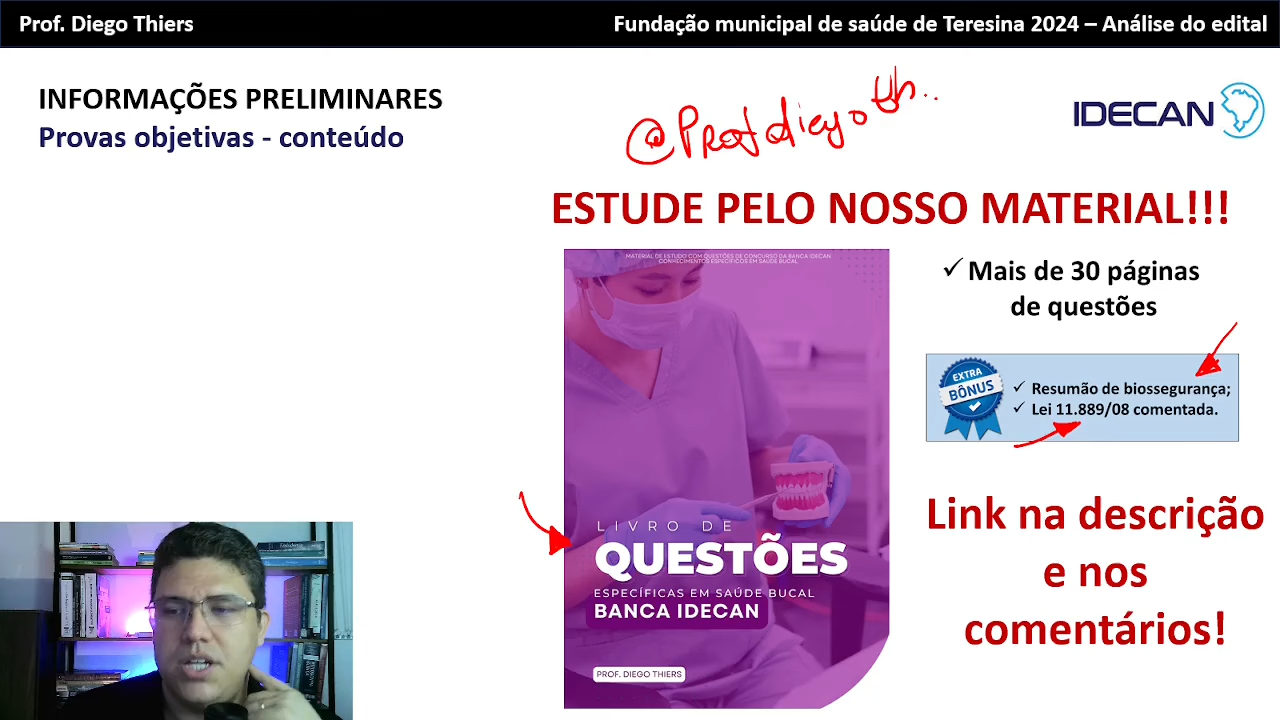 Prof. Diego Thiers
Fundação municipal de saúde de Teresina 2024 – Análise do edital
INFORMAÇÕES PRELIMINARES
Provas objetivas - conteúdo
@Profdiegoth..
IDECAN
ESTUDE PELO NOSSO MATERIAL!!!
MATERIAL DE ESTUDO COM QUESTÕES DE CONCURSO DA BANCA IDECAN
CONHECIMENTOS ESPECÍFICOS EM SAÚDE BUCAL
LIVRO DE
QUESTÕES
ESPECÍFICAS EM SAÚDE BUCAL
BANCA IDECAN
PROF. DIEGO THIERS
✓ Mais de 30 páginas
de questões
EXTRA
BÔNUS
✓ Resumão de biossegurança;
✓ Lei 11.889/08 comentada.
Link na descrição
e nos
comentários!